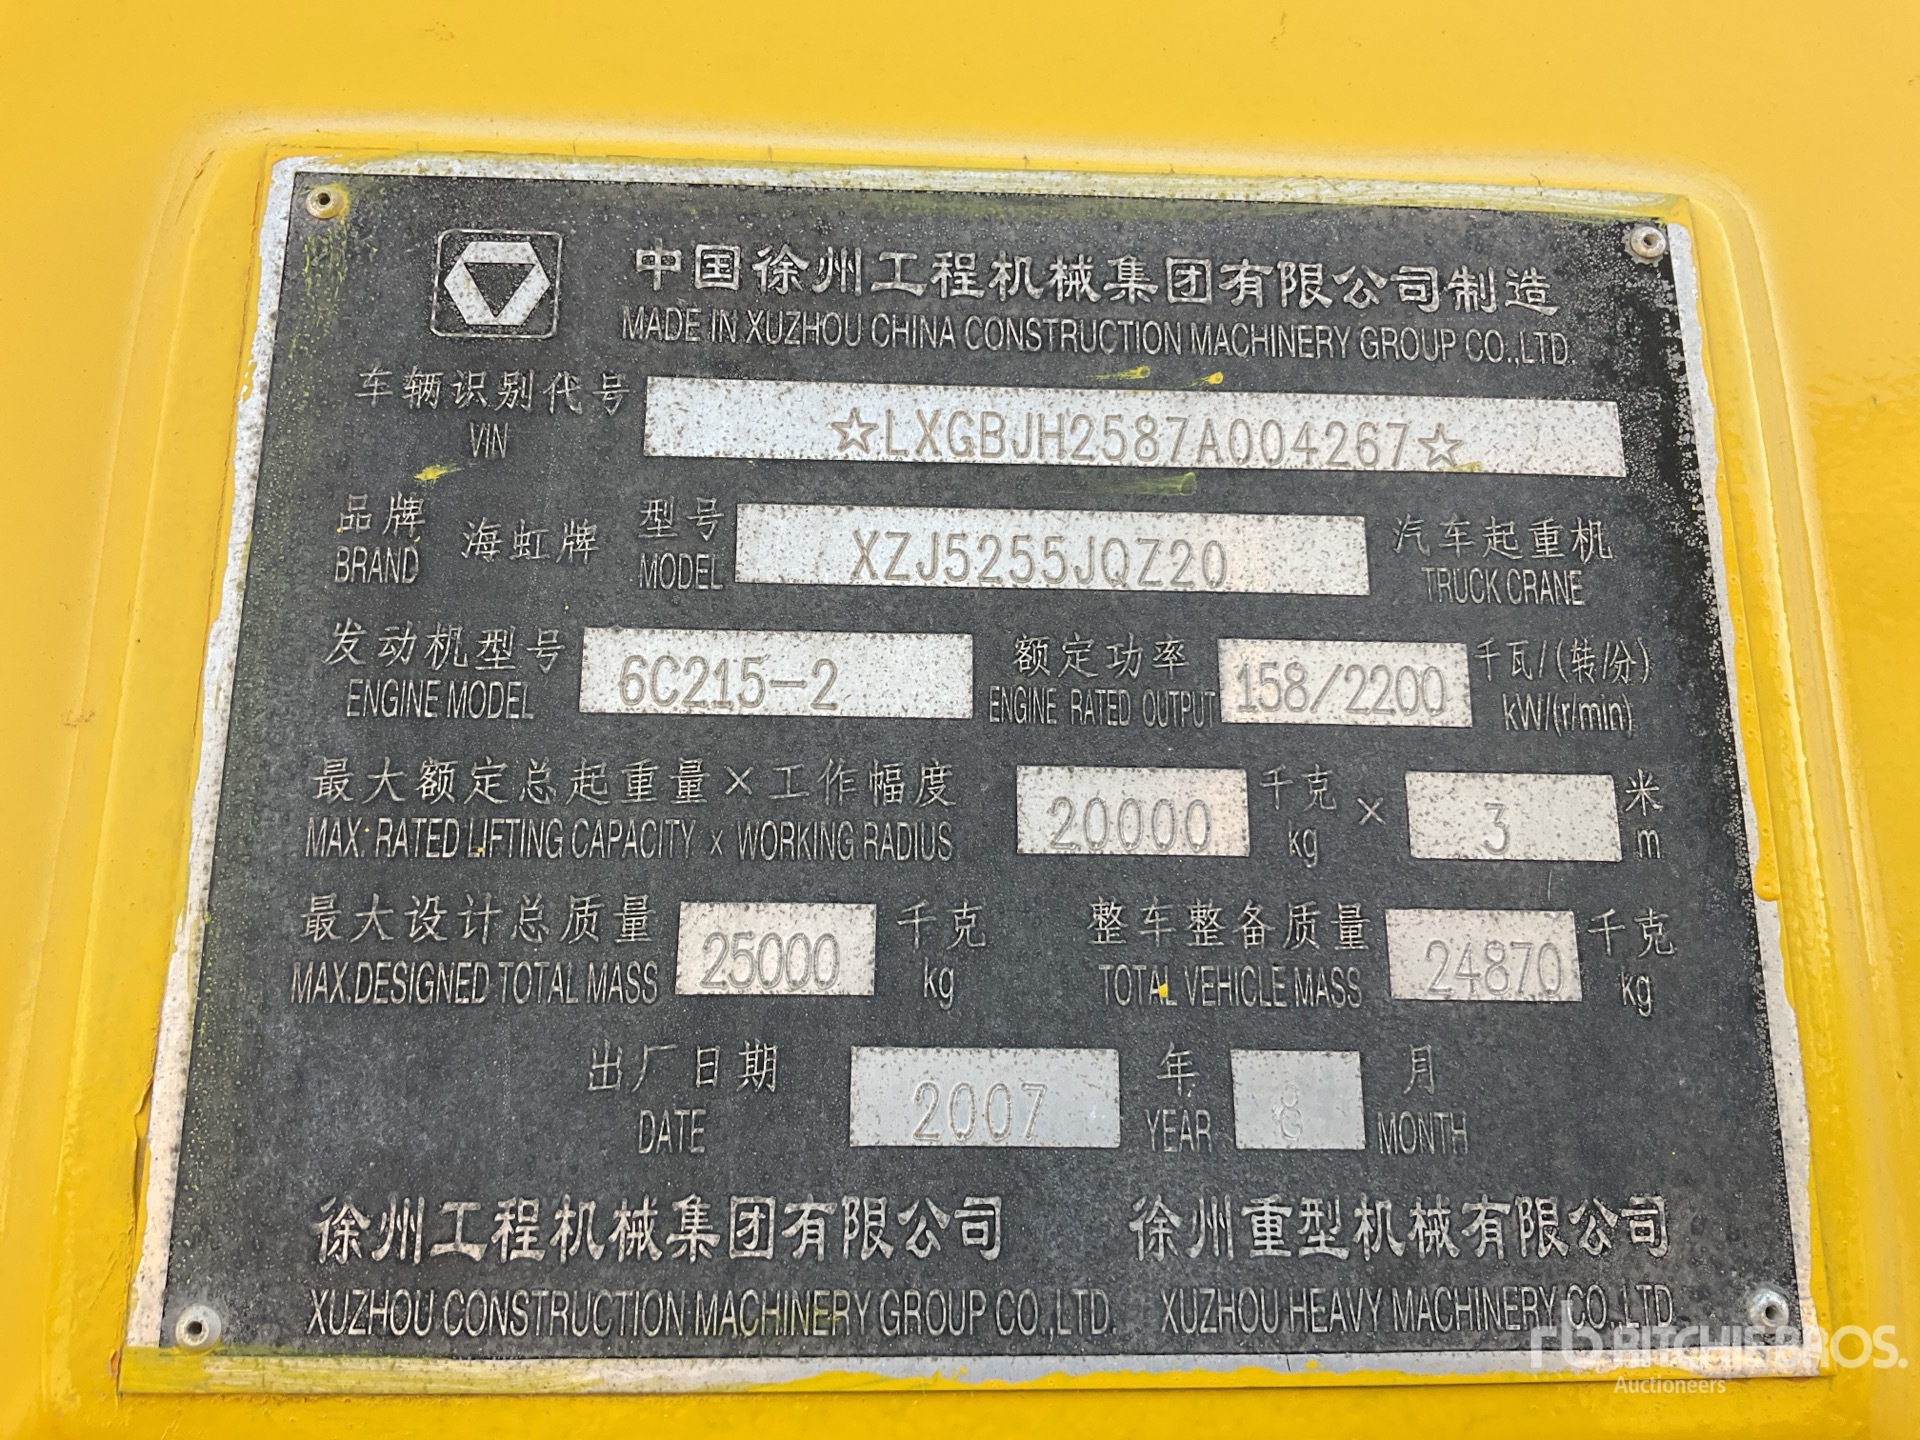 中国徐州工程机械集团有限公司制造
MADE IN XUZHOU CHINA CONSTRUCTION MACHINERY GROUP CO.,LTD.
车辆识别代号 ☆LXGBJH2587A004267☆
VIN
品牌 海虹牌 型号 XZJ5255JQZ20 汽车起重机
BRAND MODEL TRUCK CRANE
发动机型号 6C215-2 额定功率 158/2200 千瓦/(转/分)
ENGINE MODEL ENGINE RATED OUTPUT kW/(r/min)
最大额定总起重量×工作幅度 20000 千克 × 3 米
MAX. RATED LIFTING CAPACITY x WORKING RADIUS kg m
最大设计总质量 25000 千克 整车整备质量 24870 千克
MAX.DESIGNED TOTAL MASS kg TOTAL VEHICLE MASS kg
出厂日期 2007 年 8 月
DATE YEAR MONTH
徐州工程机械集团有限公司 徐州重型机械有限公司
XUZHOU CONSTRUCTION MACHINERY GROUP CO.,LTD. XUZHOU HEAVY MACHINERY CO.,LTD.
rb RITCHIE BROS.
Auctioneers